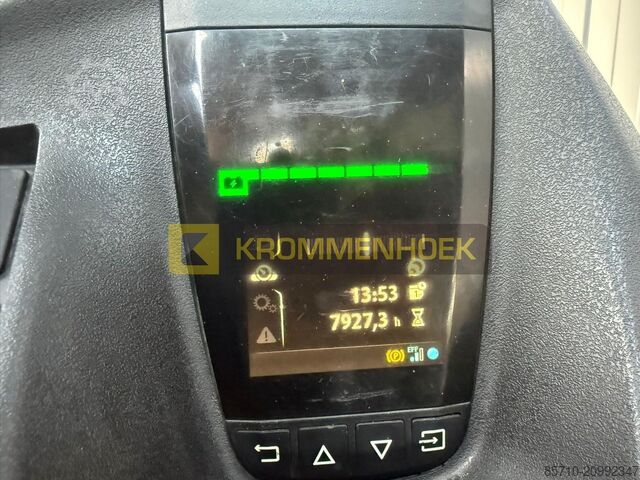 KROMMENHOEK
13:53
7927,3 h
(P) EFF
85710-20992347